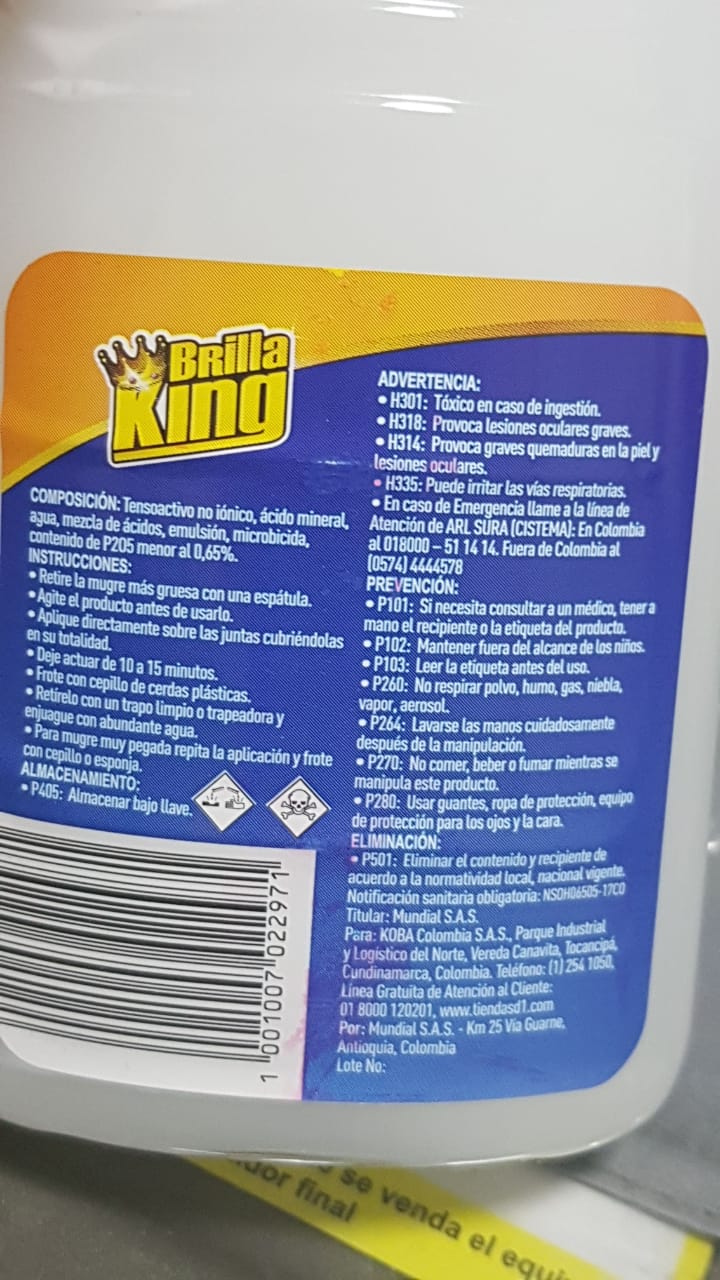 Brilla
King
COMPOSICIÓN: Tensoactivo no iónico, ácido mineral,
agua, mezcla de ácidos, emulsión, microbicida,
contenido de P205 menor al 0,65%.
INSTRUCCIONES:
• Retire la mugre más gruesa con una espátula.
• Agite el producto antes de usarlo.
• Aplique directamente sobre las juntas cubriéndolas
en su totalidad.
• Deje actuar de 10 a 15 minutos.
• Frote con cepillo de cerdas plásticas.
• Retírelo con un trapo limpio o trapeadora y
enjuague con abundante agua.
• Para mugre muy pegada repita la aplicación y frote
con cepillo o esponja.
ALMACENAMIENTO:
• P405: Almacenar bajo llave.
1 001007 022971
ADVERTENCIA:
• H301: Tóxico en caso de ingestión.
• H318: Provoca lesiones oculares graves.
• H314: Provoca graves quemaduras en la piel y
lesiones oculares.
• H335: Puede irritar las vías respiratorias.
• En caso de Emergencia llame a la línea de
Atención de ARL SURA (CISTEMA): En Colombia
al 018000 – 51 14 14. Fuera de Colombia al
(0574) 4444578
PREVENCIÓN:
• P101: Si necesita consultar a un médico, tener a
mano el recipiente o la etiqueta del producto.
• P102: Mantener fuera del alcance de los niños.
• P103: Leer la etiqueta antes del uso.
• P260: No respirar polvo, humo, gas, niebla,
vapor, aerosol.
• P264: Lavarse las manos cuidadosamente
después de la manipulación.
• P270: No comer, beber o fumar mientras se
manipula este producto.
• P280: Usar guantes, ropa de protección, equipo
de protección para los ojos y la cara.
ELIMINACIÓN:
• P501: Eliminar el contenido y recipiente de
acuerdo a la normatividad local, nacional vigente.
Notificación sanitaria obligatoria: NSOH06505-17CO
Titular: Mundial S.A.S.
Para: KOBA Colombia S.A.S., Parque Industrial
y Logístico del Norte, Vereda Canavita, Tocancipá,
Cundinamarca, Colombia. Teléfono: (1) 254 1050,
Línea Gratuita de Atención al Cliente:
01 8000 120201, www.tiendasd1.com
Por: Mundial S.A.S. - Km 25 Vía Guarne,
Antioquia, Colombia
Lote No:
se venda el
final